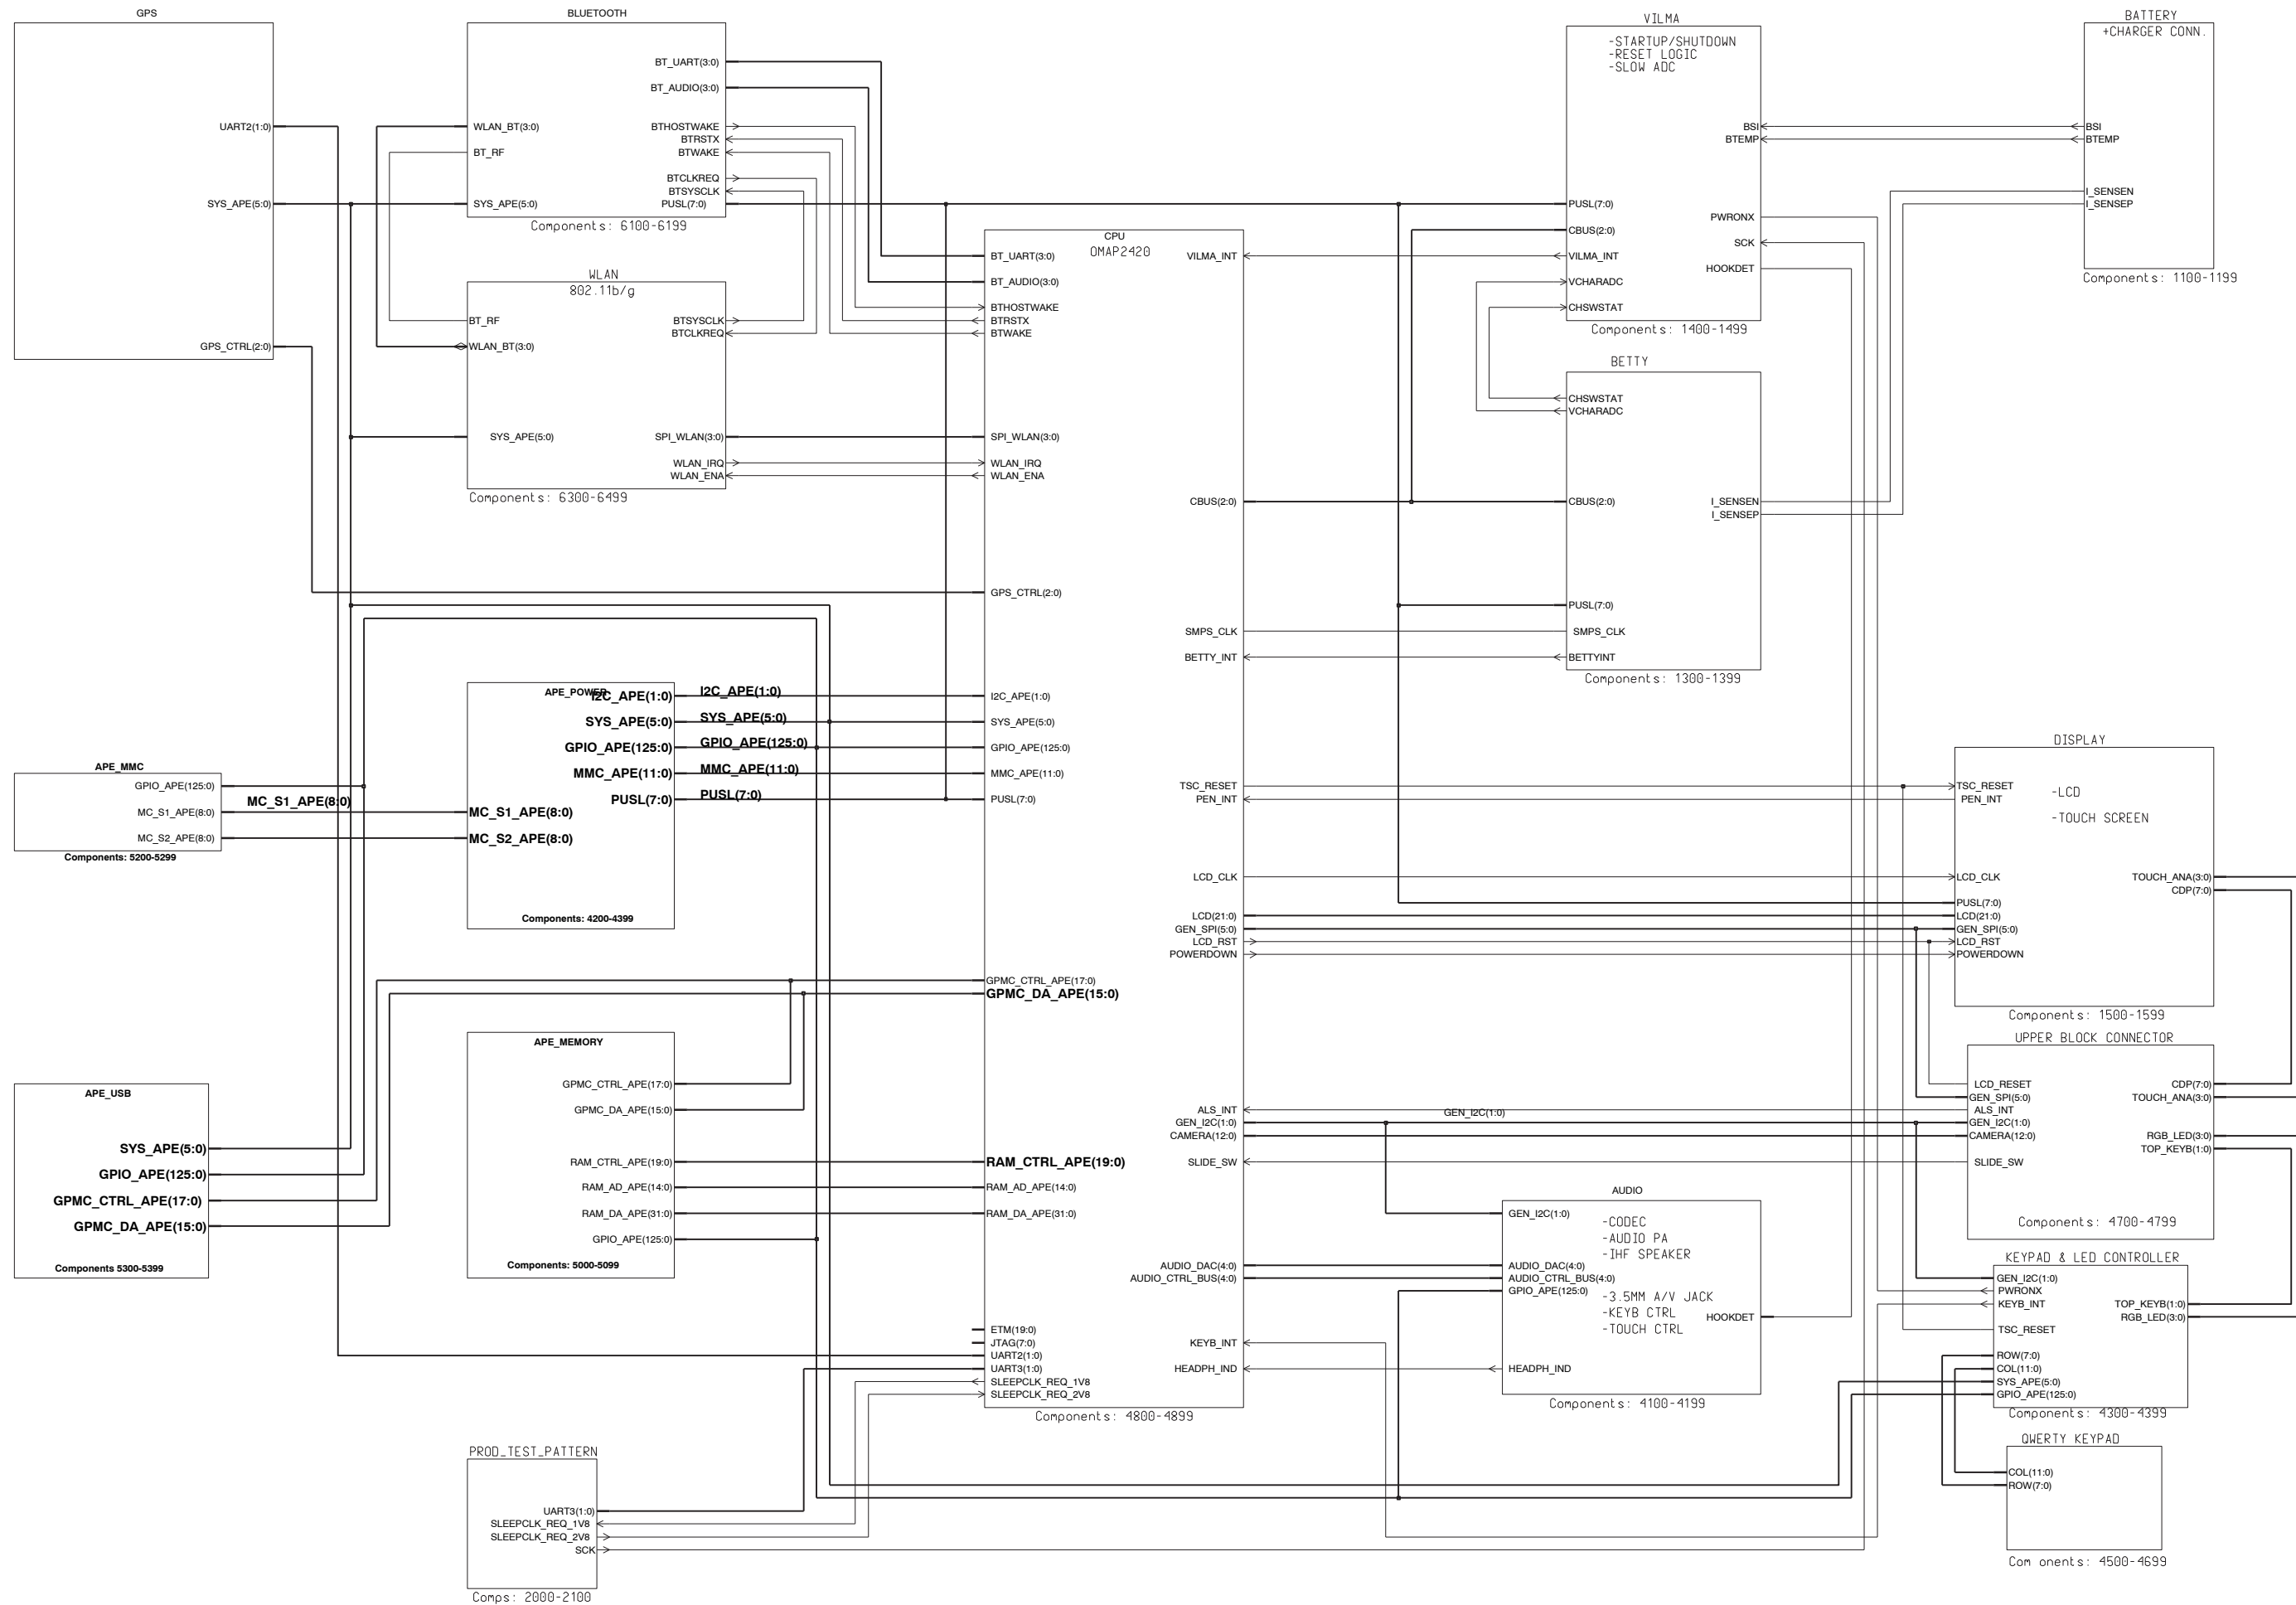 GPS
UART2(1:0)
SYS_APE(5:0)
GPS_CTRL(2:0)
BLUETOOTH
BT_UART(3:0)
BT_AUDIO(3:0)
WLAN_BT(3:0)
BTHOSTWAKE
BTRSTX
BT_RF
BTWAKE
BTCLKREQ
BTSYSCLK
SYS_APE(5:0)
PUSL(7:0)
Components: 6100-6199
WLAN
802.11b/g
BT_RF
BTSYSCLK
BTCLKREQ
WLAN_BT(3:0)
SYS_APE(5:0)
SPI_WLAN(3:0)
WLAN_IRQ
WLAN_ENA
Components: 6300-6499
APE_POWER
I2C_APE(1:0)
I2C_APE(1:0)
SYS_APE(5:0)
SYS_APE(5:0)
GPIO_APE(125:0)
GPIO_APE(125:0)
MMC_APE(11:0)
MMC_APE(11:0)
PUSL(7:0)
PUSL(7:0)
MC_S1_APE(8:0)
MC_S2_APE(8:0)
Components: 4200-4399
APE_MMC
GPIO_APE(125:0)
MC_S1_APE(8:0)
MC_S1_APE(8:0)
MC_S2_APE(8:0)
Components: 5200-5299
APE_MEMORY
GPMC_CTRL_APE(17:0)
GPMC_DA_APE(15:0)
RAM_CTRL_APE(19:0)
RAM_AD_APE(14:0)
RAM_DA_APE(31:0)
GPIO_APE(125:0)
Components: 5000-5099
APE_USB
SYS_APE(5:0)
GPIO_APE(125:0)
GPMC_CTRL_APE(17:0)
GPMC_DA_APE(15:0)
Components 5300-5399
PROD_TEST_PATTERN
UART3(1:0)
SLEEPCLK_REQ_1V8
SLEEPCLK_REQ_2V8
SCK
Comps: 2000-2100
CPU
OMAP2420
BT_UART(3:0)
BT_AUDIO(3:0)
BTHOSTWAKE
BTRSTX
BTWAKE
SPI_WLAN(3:0)
WLAN_IRQ
WLAN_ENA
GPS_CTRL(2:0)
I2C_APE(1:0)
SYS_APE(5:0)
GPIO_APE(125:0)
MMC_APE(11:0)
PUSL(7:0)
GPMC_CTRL_APE(17:0)
GPMC_DA_APE(15:0)
RAM_CTRL_APE(19:0)
RAM_AD_APE(14:0)
RAM_DA_APE(31:0)
ETM(19:0)
JTAG(7:0)
UART2(1:0)
UART3(1:0)
SLEEPCLK_REQ_1V8
SLEEPCLK_REQ_2V8
VILMA_INT
CBUS(2:0)
SMPS_CLK
BETTY_INT
TSC_RESET
PEN_INT
LCD_CLK
LCD(21:0)
GEN_SPI(5:0)
LCD_RST
POWERDOWN
ALS_INT
GEN_I2C(1:0)
CAMERA(12:0)
SLIDE_SW
AUDIO_DAC(4:0)
AUDIO_CTRL_BUS(4:0)
KEYB_INT
HEADPH_IND
Components: 4800-4899
GEN_I2C(1:0)
VILMA
-STARTUP/SHUTDOWN
-RESET LOGIC
-SLOW ADC
BSI
BTEMP
PUSL(7:0)
PWRONX
CBUS(2:0)
SCK
VILMA_INT
HOOKDET
VCHARADC
CHSWSTAT
Components: 1400-1499
BETTY
CHSWSTAT
VCHARADC
CBUS(2:0)
I_SENSEN
I_SENSEP
PUSL(7:0)
SMPS_CLK
BETTYINT
Components: 1300-1399
BATTERY
+CHARGER CONN.
BSI
BTEMP
I_SENSEN
I_SENSEP
Components: 1100-1199
DISPLAY
TSC_RESET
PEN_INT
-LCD
-TOUCH SCREEN
LCD_CLK
TOUCH_ANA(3:0)
CDP(7:0)
PUSL(7:0)
LCD(21:0)
GEN_SPI(5:0)
LCD_RST
POWERDOWN
Components: 1500-1599
UPPER BLOCK CONNECTOR
LCD_RESET
CDP(7:0)
GEN_SPI(5:0)
TOUCH_ANA(3:0)
ALS_INT
GEN_I2C(1:0)
CAMERA(12:0)
RGB_LED(3:0)
TOP_KEYB(1:0)
SLIDE_SW
Components: 4700-4799
AUDIO
GEN_I2C(1:0)
-CODEC
-AUDIO PA
-IHF SPEAKER
AUDIO_DAC(4:0)
AUDIO_CTRL_BUS(4:0)
GPIO_APE(125:0)
-3.5MM A/V JACK
-KEYB CTRL
-TOUCH CTRL
HOOKDET
HEADPH_IND
Components: 4100-4199
KEYPAD & LED CONTROLLER
GEN_I2C(1:0)
PWRONX
KEYB_INT
TOP_KEYB(1:0)
RGB_LED(3:0)
TSC_RESET
ROW(7:0)
COL(11:0)
SYS_APE(5:0)
GPIO_APE(125:0)
Components: 4300-4399
QWERTY KEYPAD
COL(11:0)
ROW(7:0)
Com onents: 4500-4699